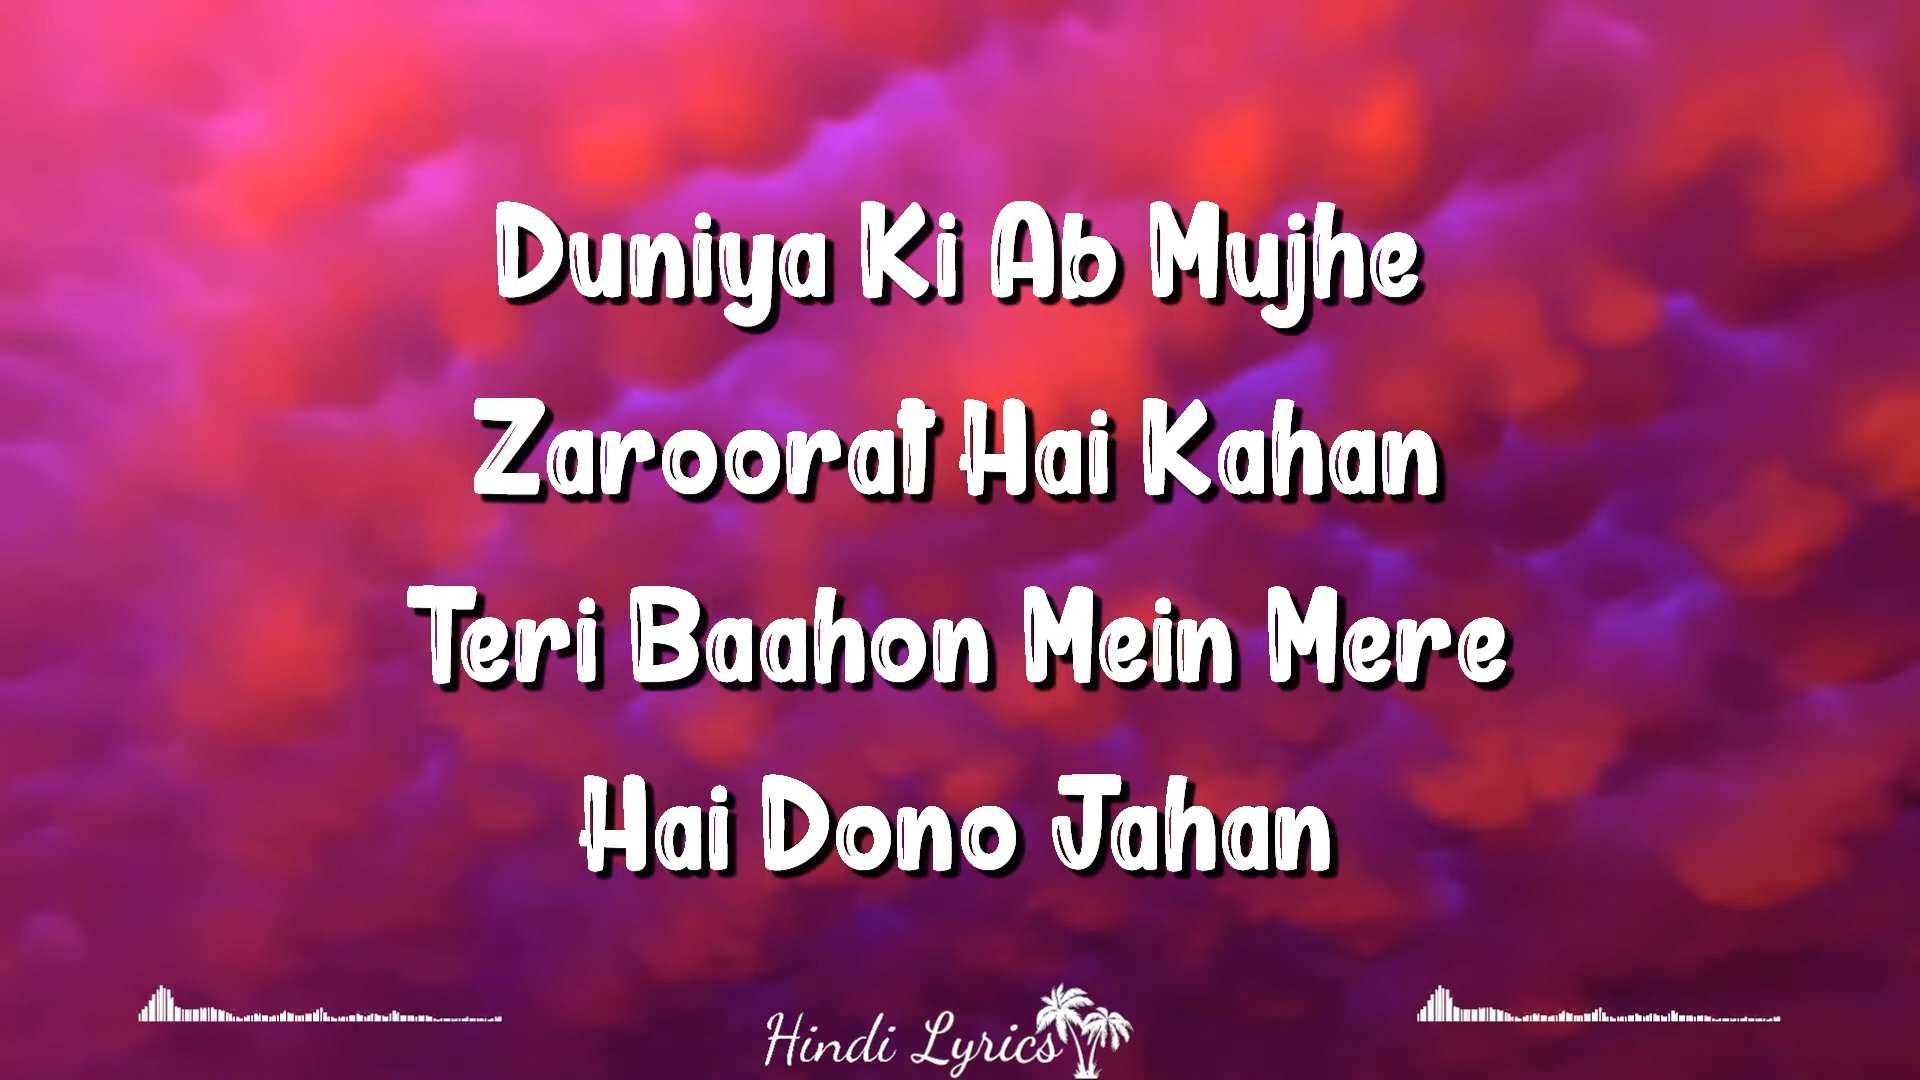 Duniya Ki Ab Mujhe
Zaroorat Hai Kahan
Teri Baahon Mein Mere
Hai Dono Jahan
Hindi Lyrics